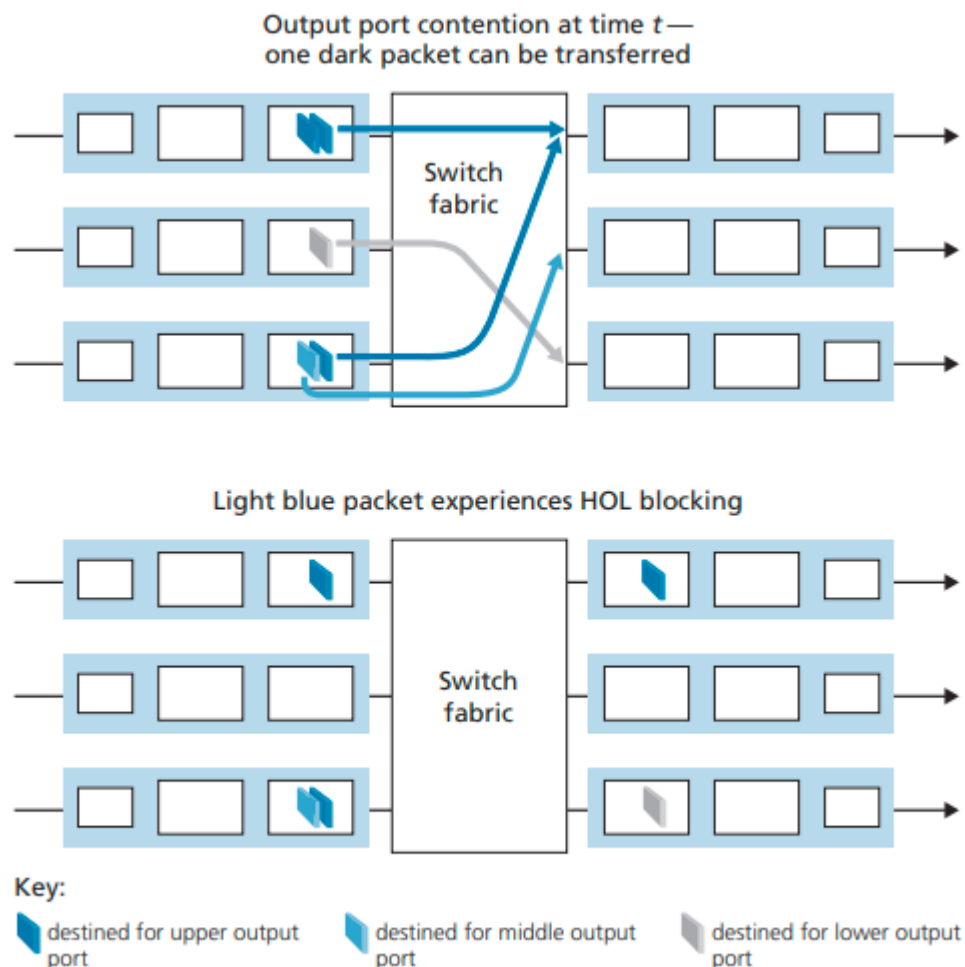 Output port contention at time t—
one dark packet can be transferred
Switch
fabric
Light blue packet experiences HOL blocking
Switch
fabric
Key:
destined for upper output
port
destined for middle output
port
destined for lower output
port